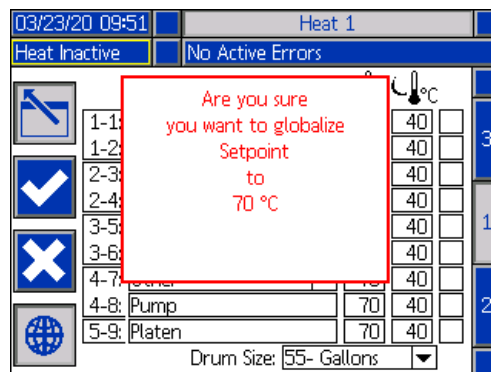 03/23/20 09:51 Heat 1
Heat Inactive No Active Errors
°C
Are you sure
you want to globalize
Setpoint
to
70 °C
1-1: 40
1-2: 40
2-3: 40
2-4: 40
3-5: 40
3-6: 40
4-7: 40
4-8: Pump 70 40
5-9: Platen 70 40
Drum Size: 55- Gallons
3
1
2